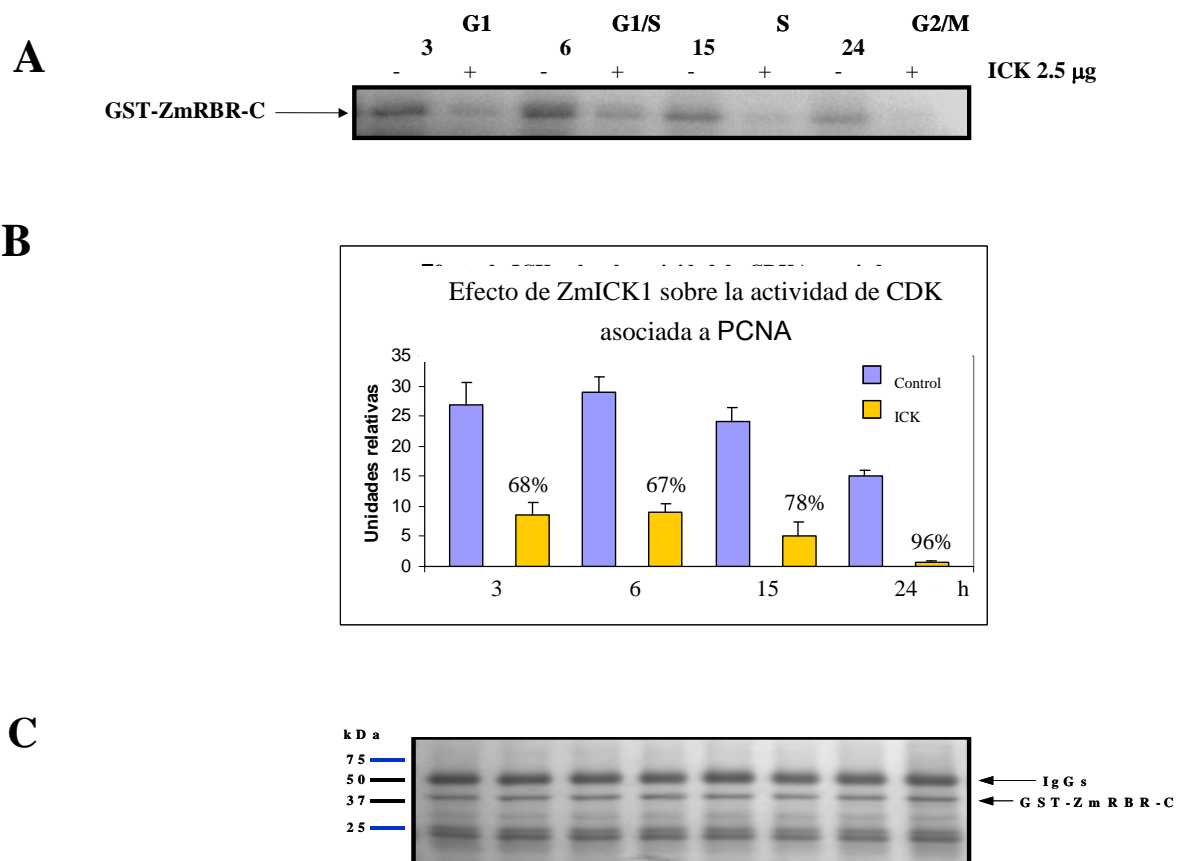 A
G1 G1/S S G2/M
3 6 15 24
- + - + - + - + ICK 2.5 µg
GST-ZmRBR-C
B
Efecto de ZmICK1 sobre la actividad de CDK
asociada a PCNA
Unidades relativas
35
30
25
20
15
10
5
0
Control
ICK
68%
67%
78%
96%
3 6 15 24 h
C
kDa
75
50
37
25
IgGs
GST-ZmRBR-C